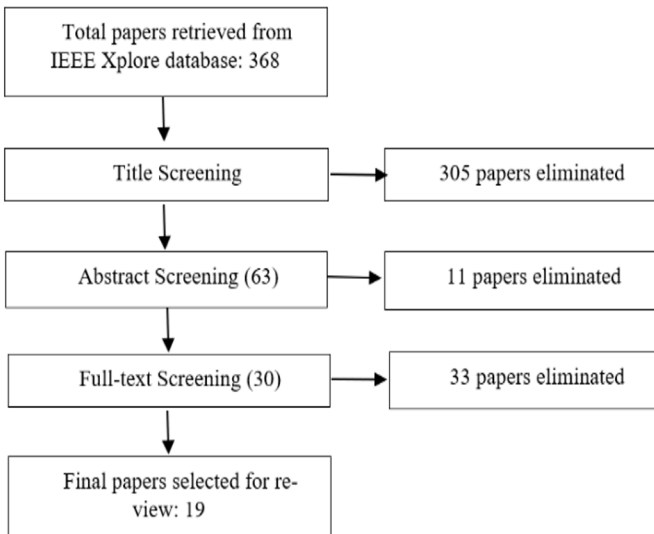 Total papers retrieved from
IEEE Xplore database: 368
Title Screening
305 papers eliminated
Abstract Screening (63)
11 papers eliminated
Full-text Screening (30)
33 papers eliminated
Final papers selected for re-
view: 19